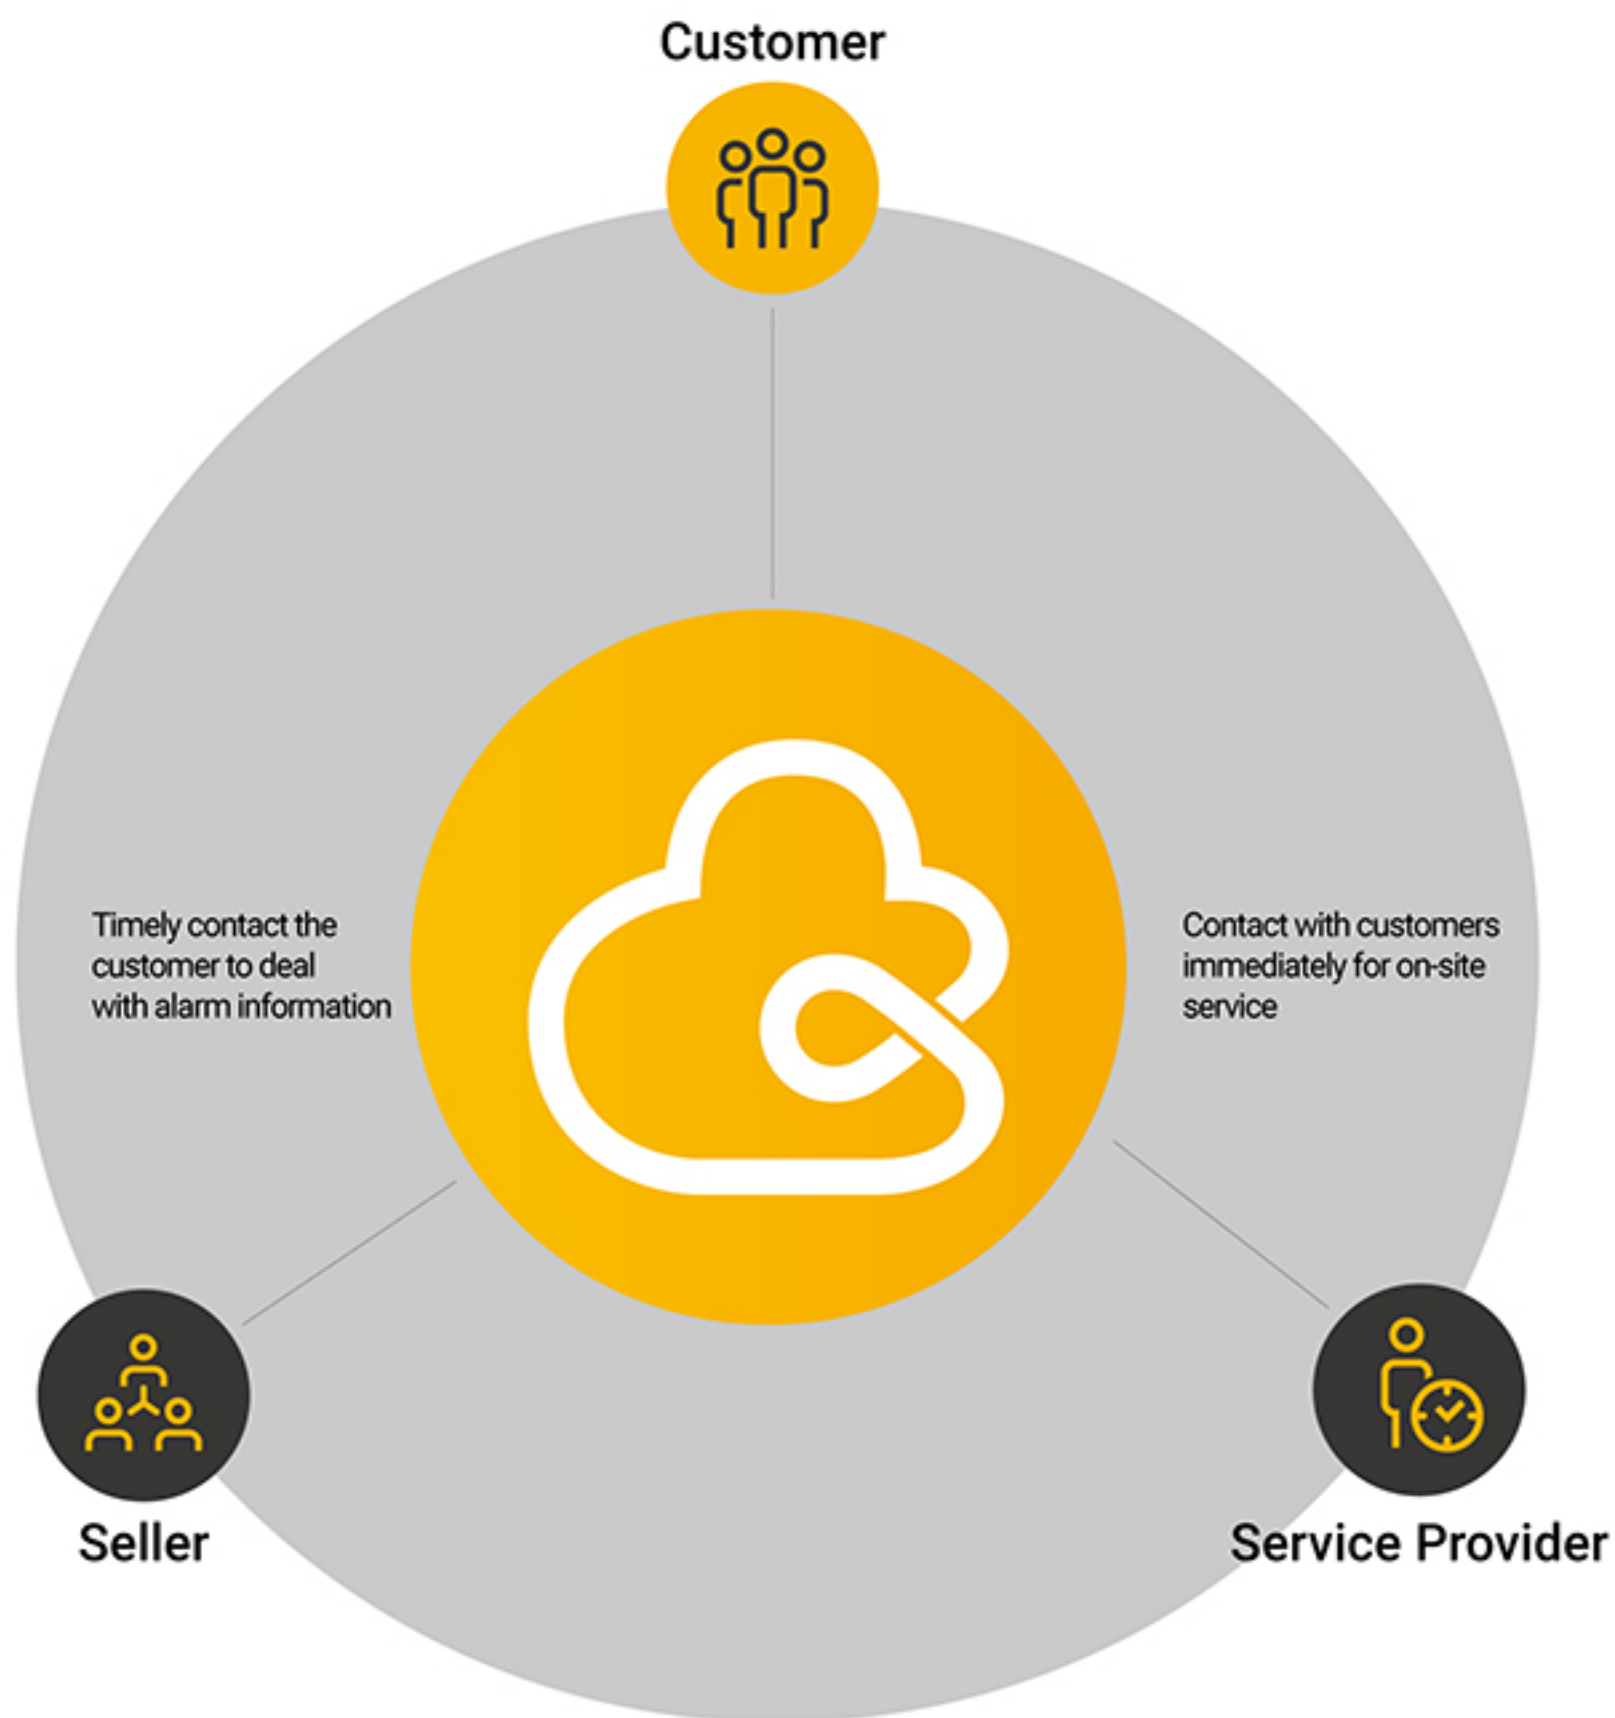 Customer
Timely contact the
customer to deal
with alarm information
Contact with customers
immediately for on-site
service
Seller
Service Provider